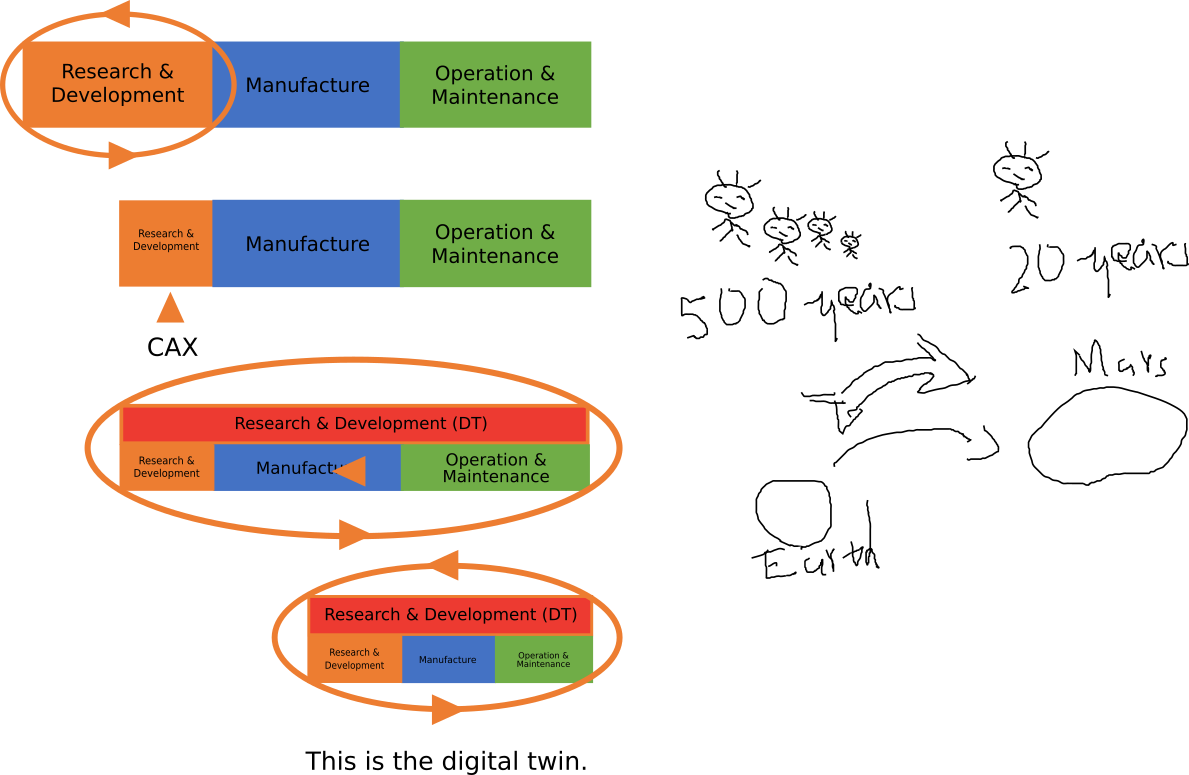 Research &
Development
Manufacture
Operation &
Maintenance
Research &
Development
Manufacture
Operation &
Maintenance
CAX
Research & Development (DT)
Research &
Development
Manufactu
Operation &
Maintenance
Research & Development (DT)
Research &
Development
Manufacture
Operation &
Maintenance
This is the digital twin.
500 years
20 years
Mars
Earth